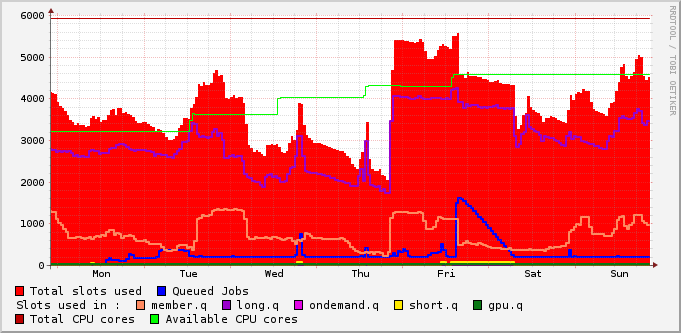 RRDTOOL / TOBI OETIKER
6000
5000
4000
3000
2000
1000
0
Mon Tue Wed Thu Fri Sat Sun
Total slots used Queued Jobs
Slots used in : member.q long.q ondemand.q short.q gpu.q
Total CPU cores Available CPU cores